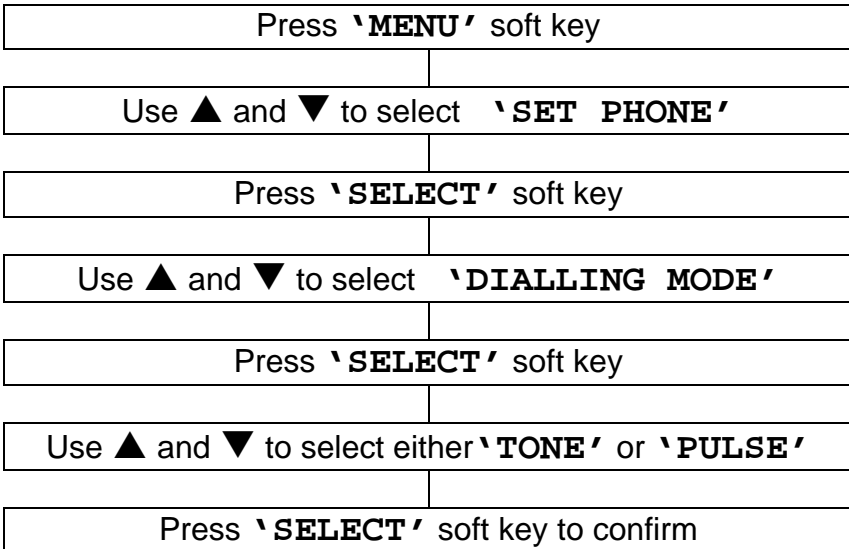 Press ‘MENU’ soft key
Use ▲ and ▼ to select ‘SET PHONE’
Press ‘SELECT’ soft key
Use ▲ and ▼ to select ‘DIALLING MODE’
Press ‘SELECT’ soft key
Use ▲ and ▼ to select either‘TONE’ or ‘PULSE’
Press ‘SELECT’ soft key to confirm